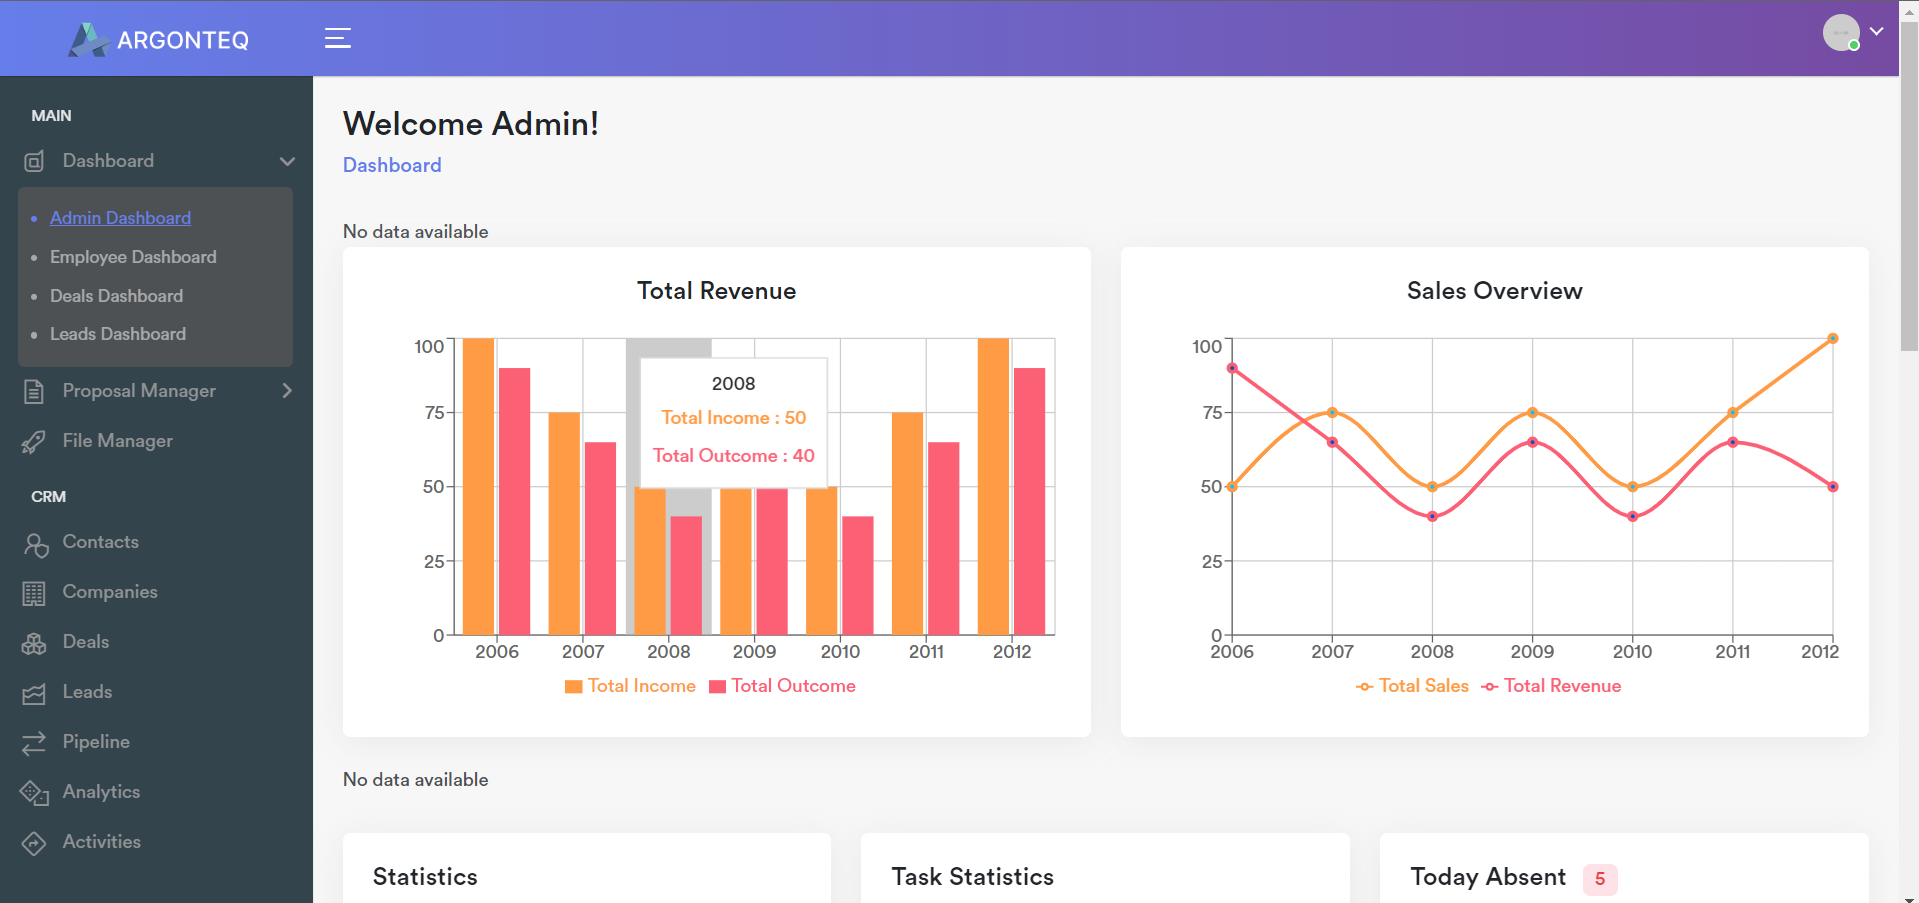 ARGONTEQ
MAIN
Dashboard
Admin Dashboard
Employee Dashboard
Deals Dashboard
Leads Dashboard
Proposal Manager
File Manager
CRM
Contacts
Companies
Deals
Leads
Pipeline
Analytics
Activities
Welcome Admin!
Dashboard
No data available
Total Revenue
100
75
50
25
0
2008
Total Income : 50
Total Outcome : 40
2006 2007 2008 2009 2010 2011 2012
Total Income Total Outcome
Sales Overview
100
75
50
25
0
2006 2007 2008 2009 2010 2011 2012
Total Sales Total Revenue
No data available
Statistics
Task Statistics
Today Absent 5